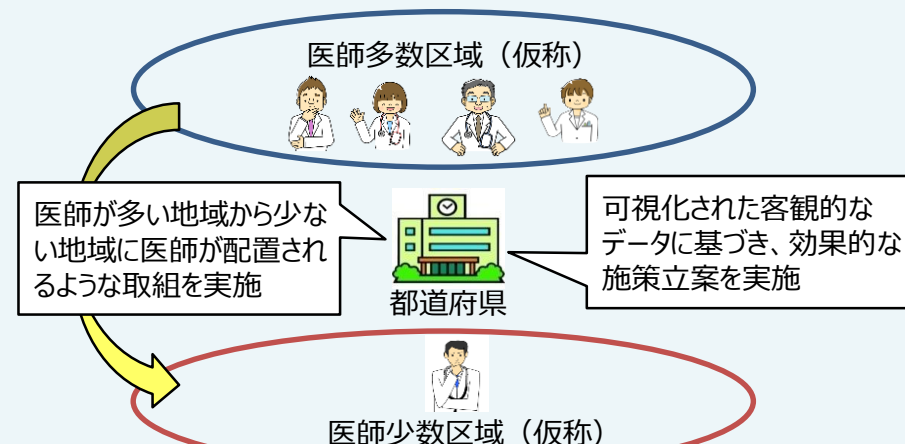 医師多数区域（仮称）
医師が多い地域から少な
い地域に医師が配置され
るような取組を実施
可視化された客観的な
データに基づき、効果的な
施策立案を実施
都道府県
医師少数区域（仮称）